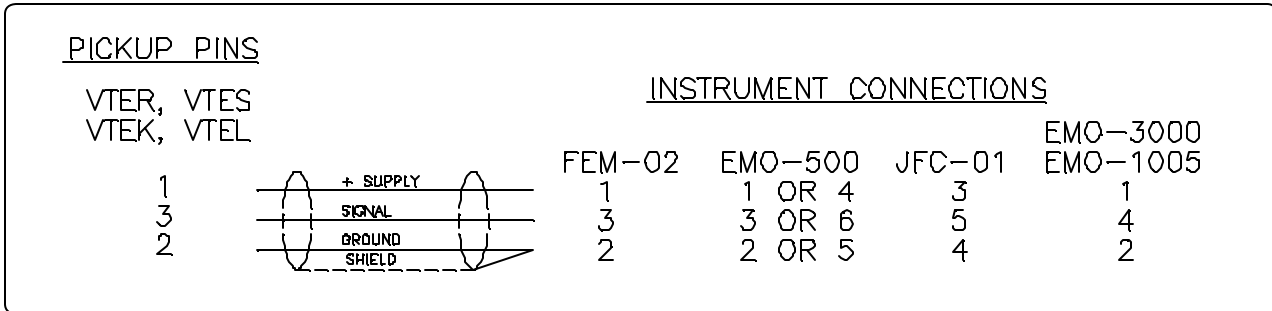 PICKUP PINS
INSTRUMENT CONNECTIONS
VTER, VTES
VTEK, VTEL
EMO-3000
FEM-02 EMO-500 JFC-01 EMO-1005
1 + SUPPLY 1 1 OR 4 3 1
3 SIGNAL 3 3 OR 6 5 4
2 GROUND 2 2 OR 5 4 2
SHIELD